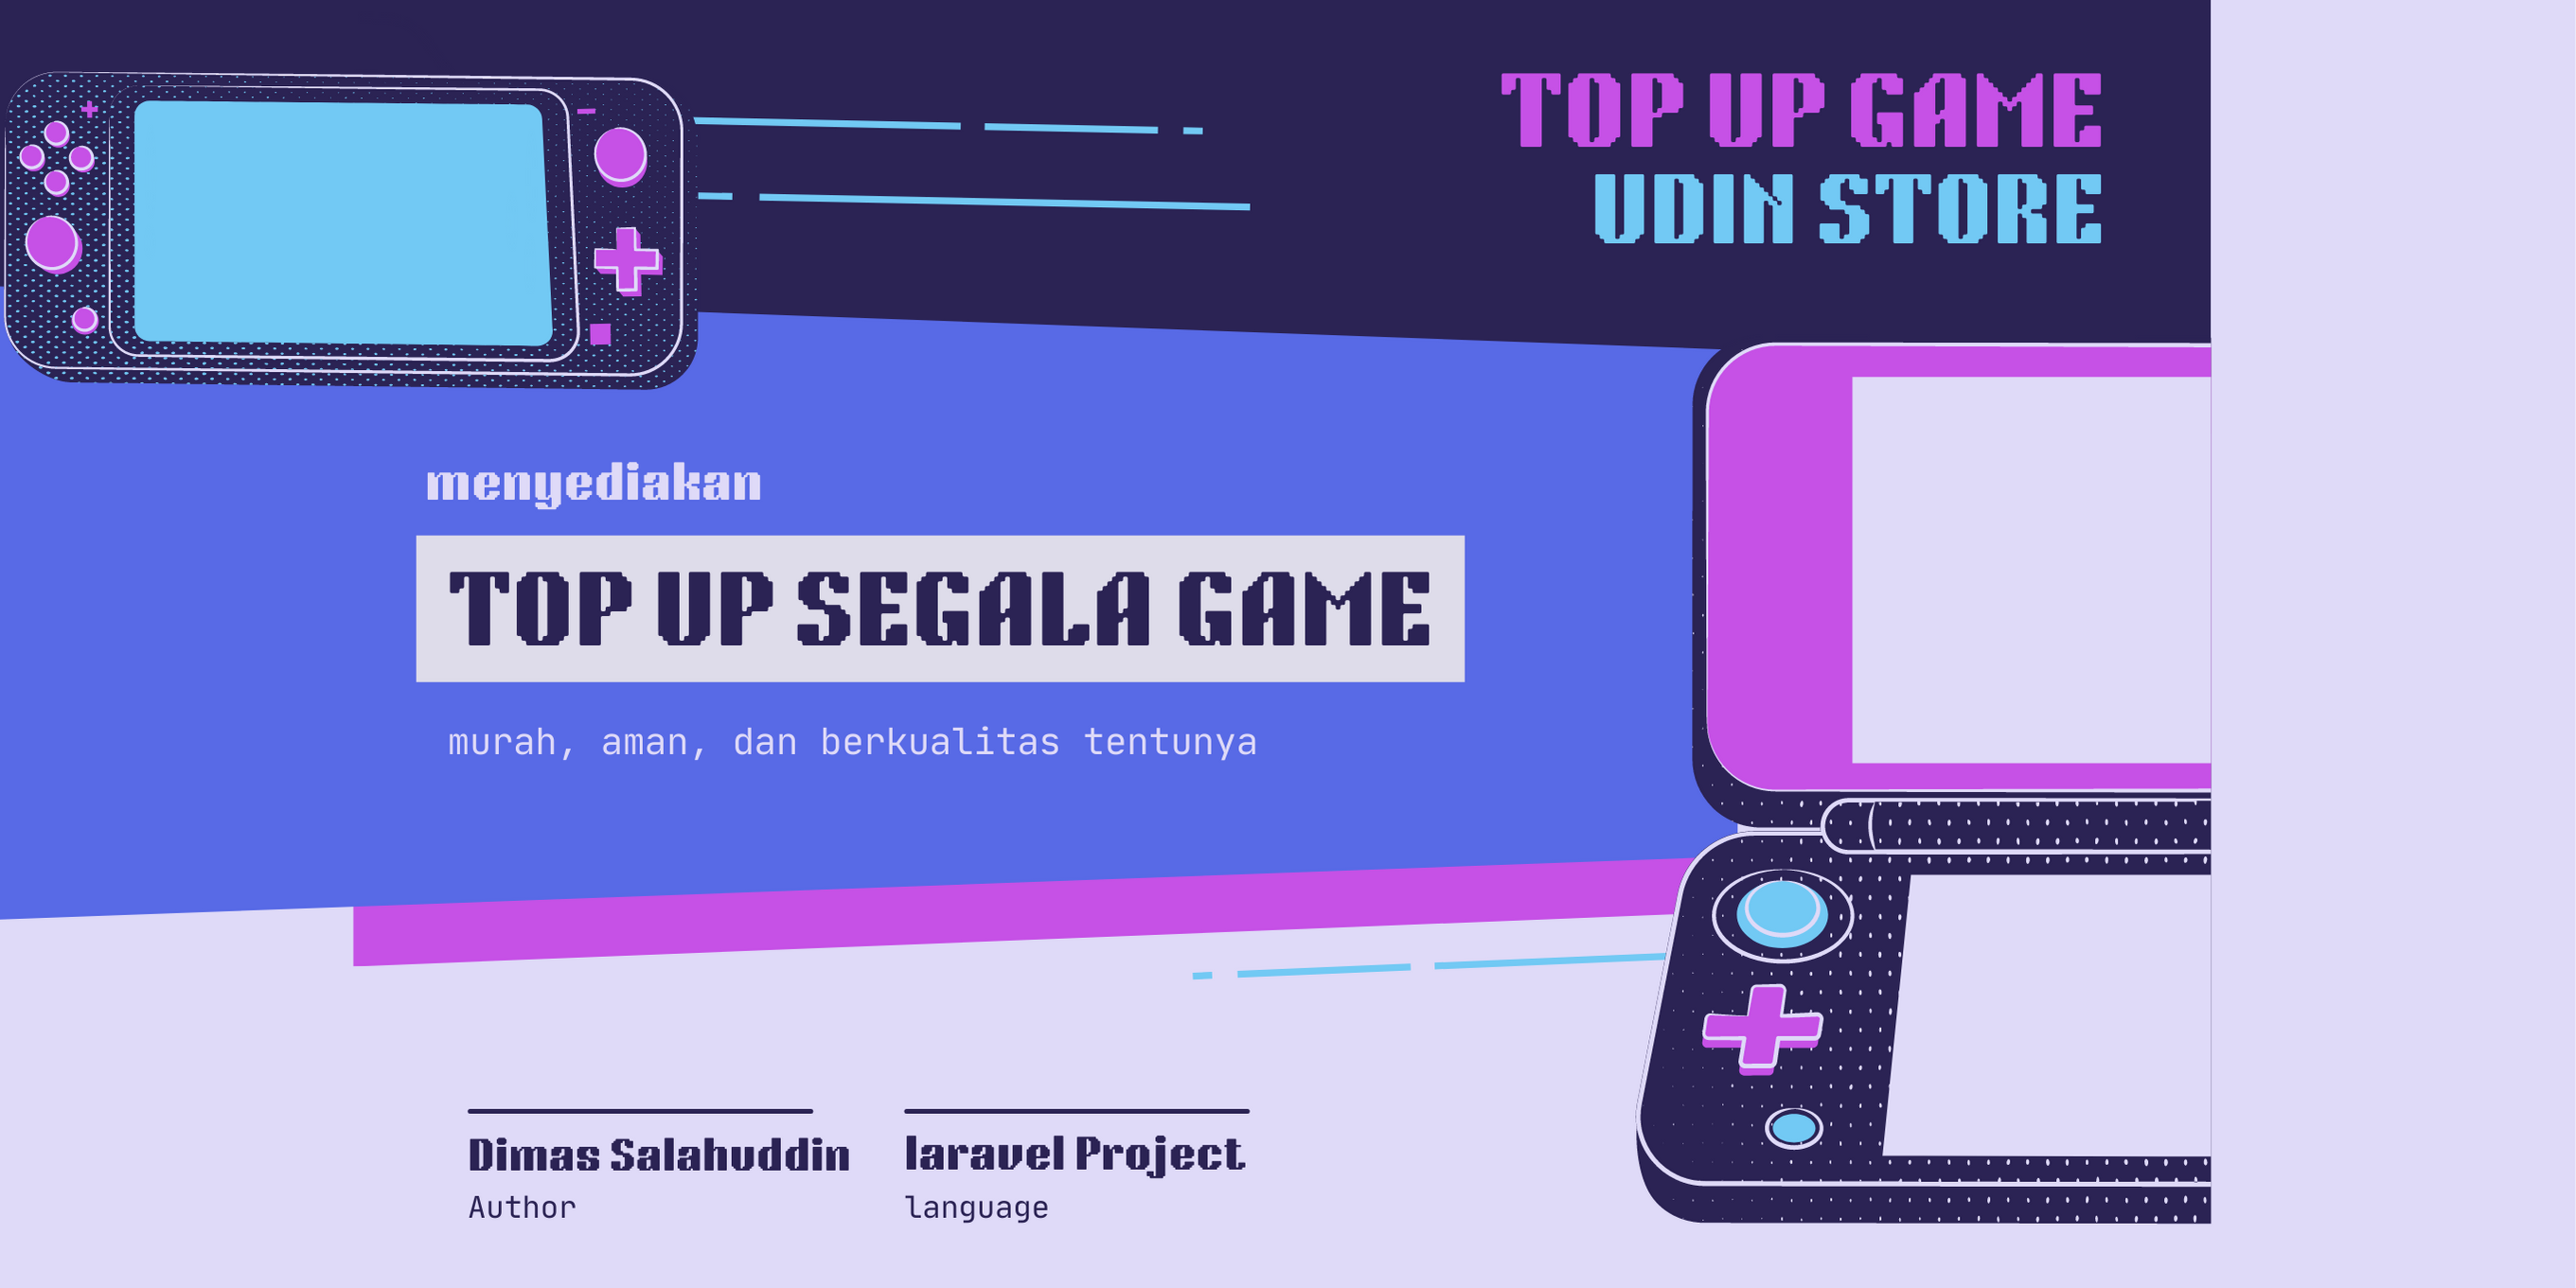 TOP UP GAME
UDIN STORE
menyediakan
TOP UP SEGALA GAME
murah, aman, dan berkualitas tentunya
Dimas Salahuddin
Author
laravel Project
language